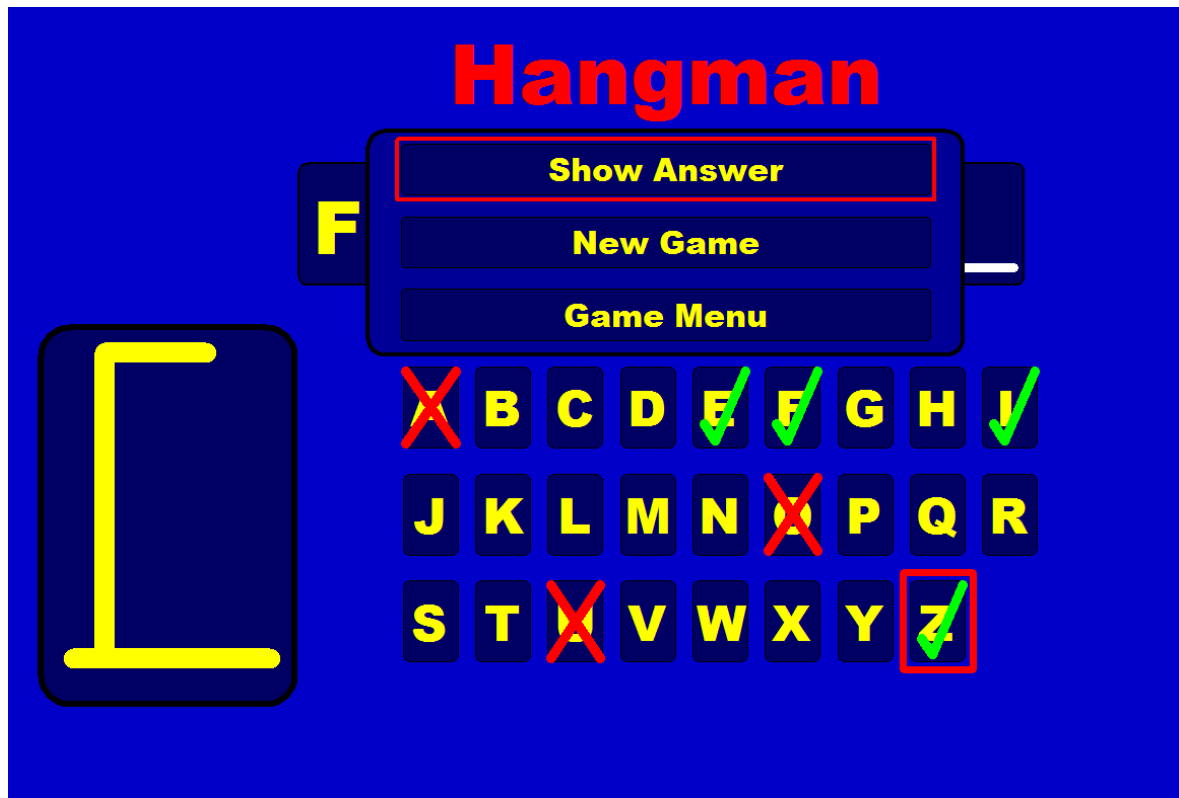 Hangman
Show Answer
F
New Game
Game Menu
A B C D E F G H I
J K L M N O P Q R
S T U V W X Y Z